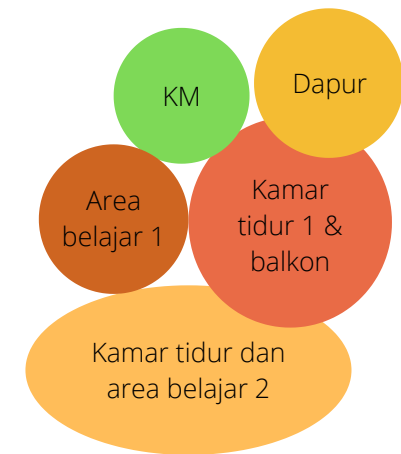 KM
Dapur
Area
belajar 1
Kamar
tidur 1 &
balkon
Kamar tidur dan
area belajar 2